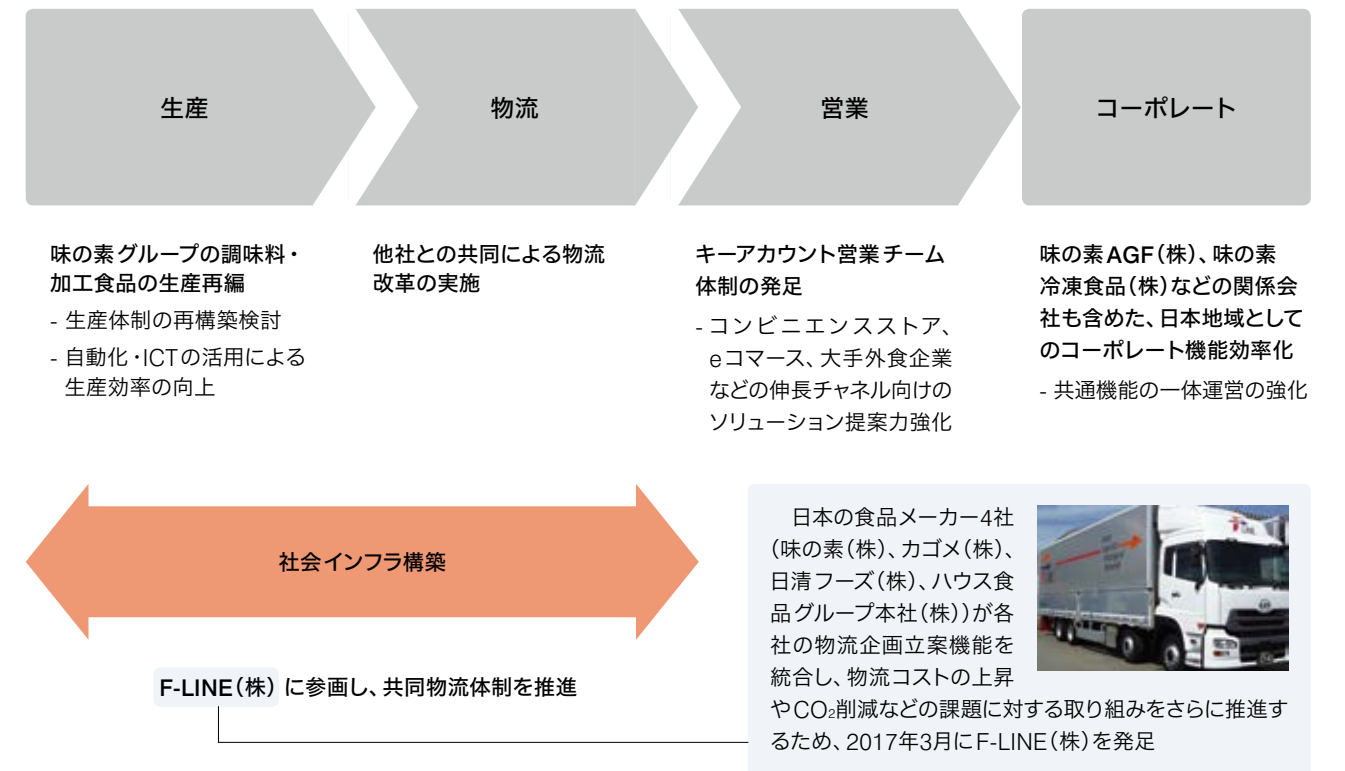 生産
物流
営業
コーポレート
味の素グループの調味料・
加工食品の生産再編
- 生産体制の再構築検討
- 自動化・ICTの活用による
生産効率の向上
他社との共同による物流
改革の実施
キーアカウント営業チーム
体制の発足
- コンビニエンスストア、
eコマース、大手外食企業
などの伸長チャネル向けの
ソリューション提案力強化
味の素AGF(株)、味の素
冷凍食品(株)などの関係会
社も含めた、日本地域として
のコーポレート機能効率化
- 共通機能の一体運営の強化
社会インフラ構築
F-LINE(株)に参画し、共同物流体制を推進
日本の食品メーカー4社
(味の素(株)、カゴメ(株)、
日清フーズ(株)、ハウス食
品グループ本社(株))が各
社の物流企画立案機能を
統合し、物流コストの上昇
やCO₂削減などの課題に対する取り組みをさらに推進す
るため、2017年3月にF-LINE(株)を発足